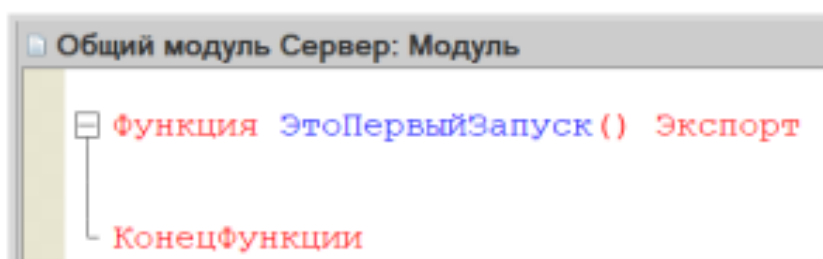 Общий модуль Сервер: Модуль
Функция ЭтоПервыйЗапуск() Экспорт
КонецФункции